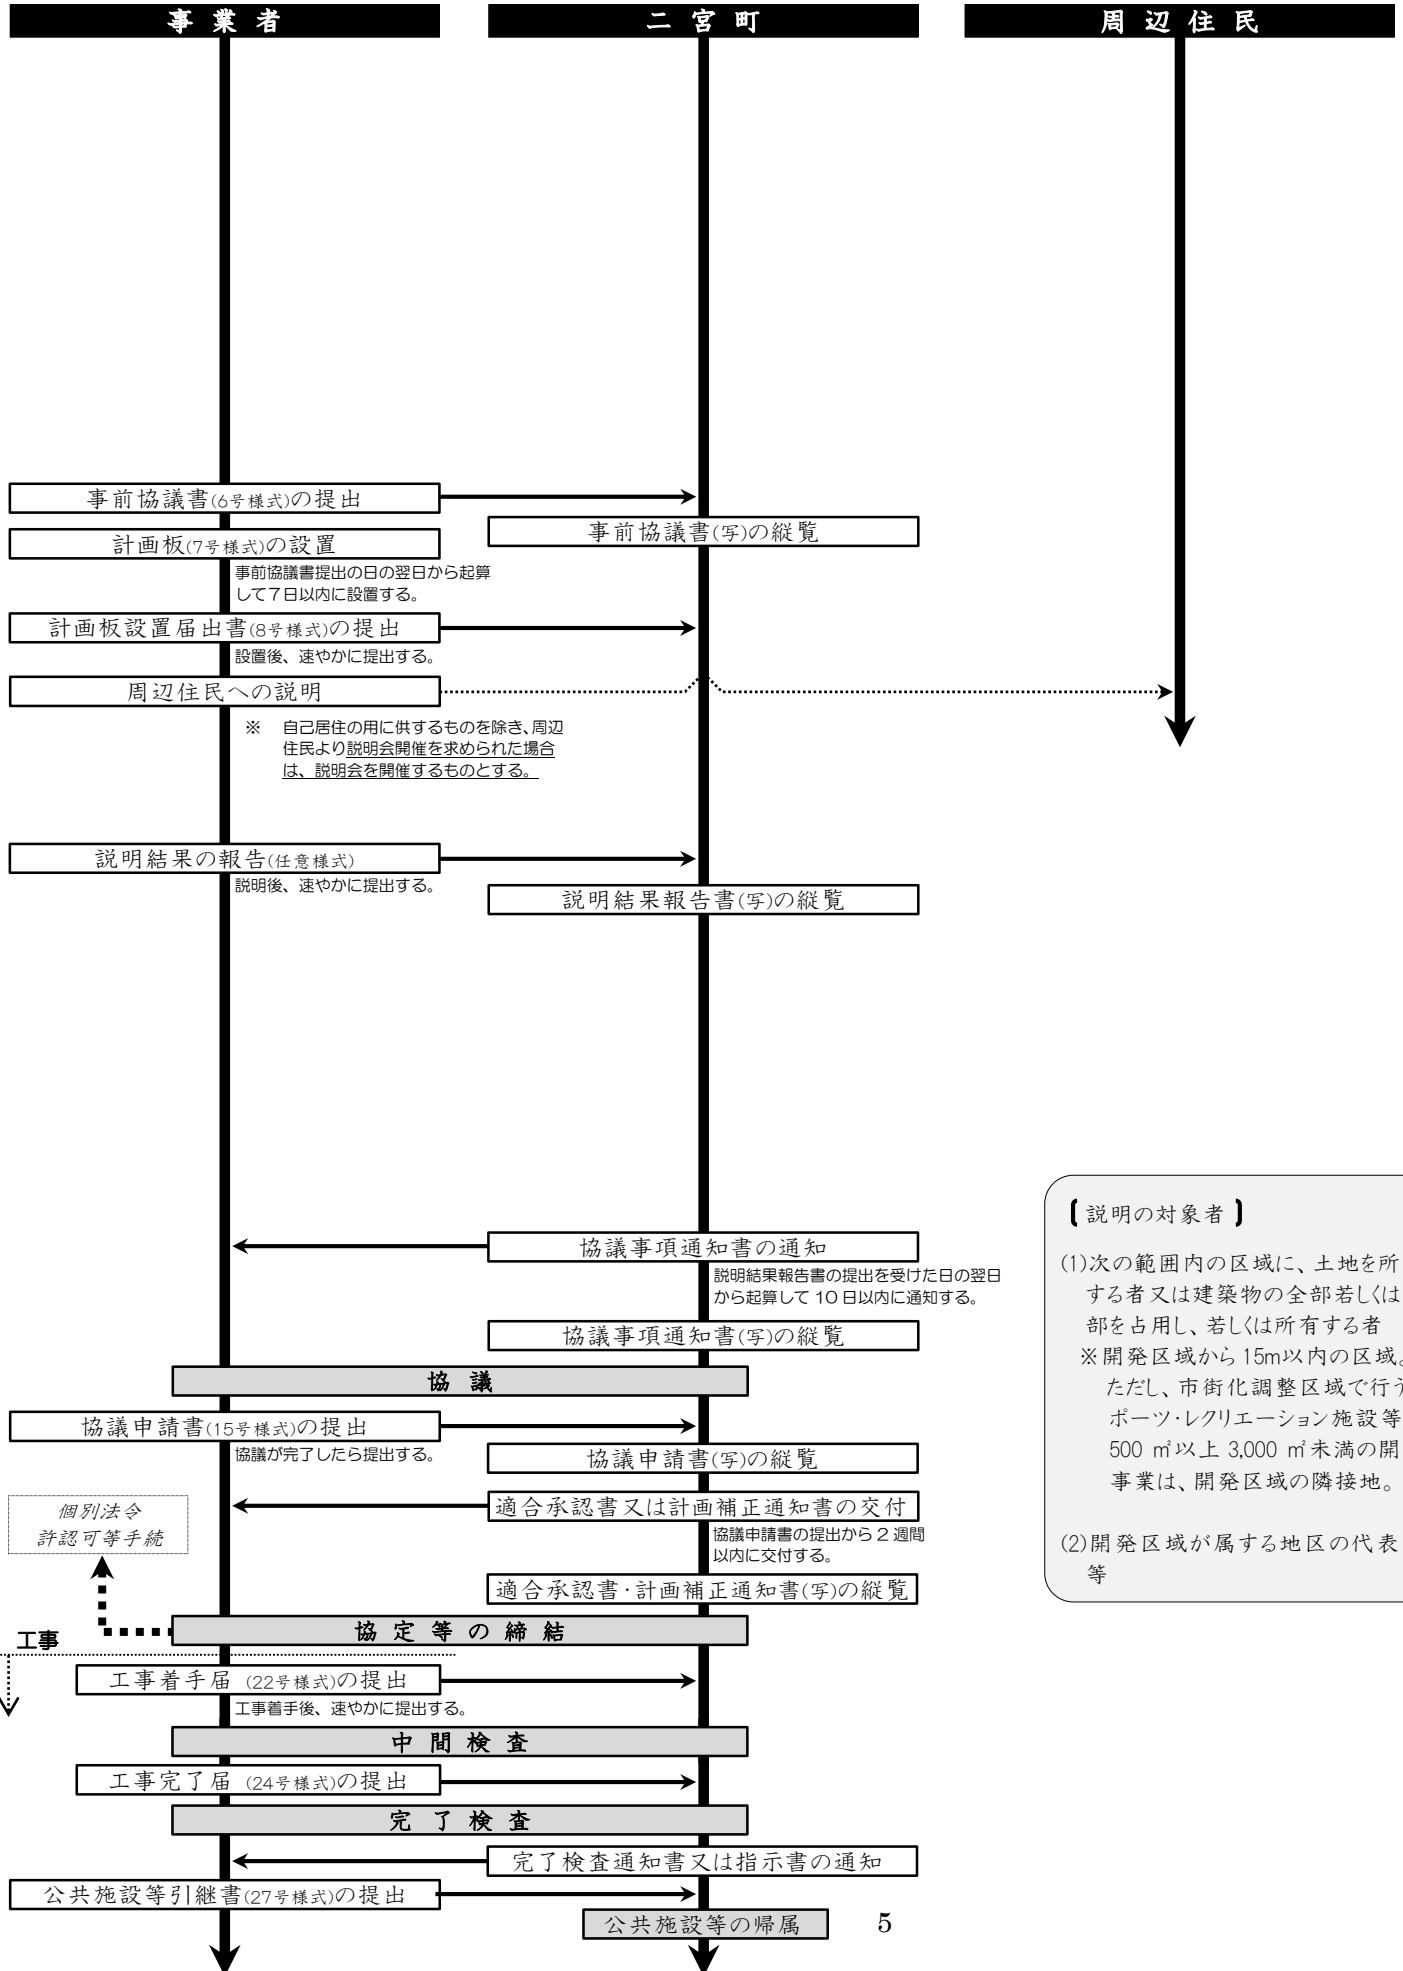 事業者
二宮町
周辺住民
事前協議書(6号様式)の提出
事前協議書(写)の縦覧
計画板(7号様式)の設置
事前協議書提出の日の翌日から起算
して7日以内に設置する。
計画板設置届出書(8号様式)の提出
設置後、速やかに提出する。
周辺住民への説明
※ 自己居住の用に供するものを除き、周辺
住民より説明会開催を求められた場合
は、説明会を開催するものとする。
説明結果の報告(任意様式)
説明後、速やかに提出する。
説明結果報告書(写)の縦覧
協議事項通知書の通知
説明結果報告書の提出を受けた日の翌日
から起算して 10 日以内に通知する。
協議事項通知書(写)の縦覧
協議
協議申請書(15号様式)の提出
協議が完了したら提出する。
協議申請書(写)の縦覧
適合承認書又は計画補正通知書の交付
協議申請書の提出から 2 週間
以内に交付する。
個別法令
許認可等手続
適合承認書・計画補正通知書(写)の縦覧
協定等の締結
工事
工事着手届 (22号様式)の提出
工事着手後、速やかに提出する。
中間検査
工事完了届 (24号様式)の提出
完了検査
完了検査通知書又は指示書の通知
公共施設等引継書(27号様式)の提出
公共施設等の帰属
5
【説明の対象者】
(1)次の範囲内の区域に、土地を所
する者又は建築物の全部若しくは
部を占用し、若しくは所有する者
※開発区域から 15m以内の区域。
ただし、市街化調整区域で行う
ポーツ・レクリエーション施設等
500 ㎡以上 3,000 ㎡未満の開
事業は、開発区域の隣接地。
(2)開発区域が属する地区の代表
等